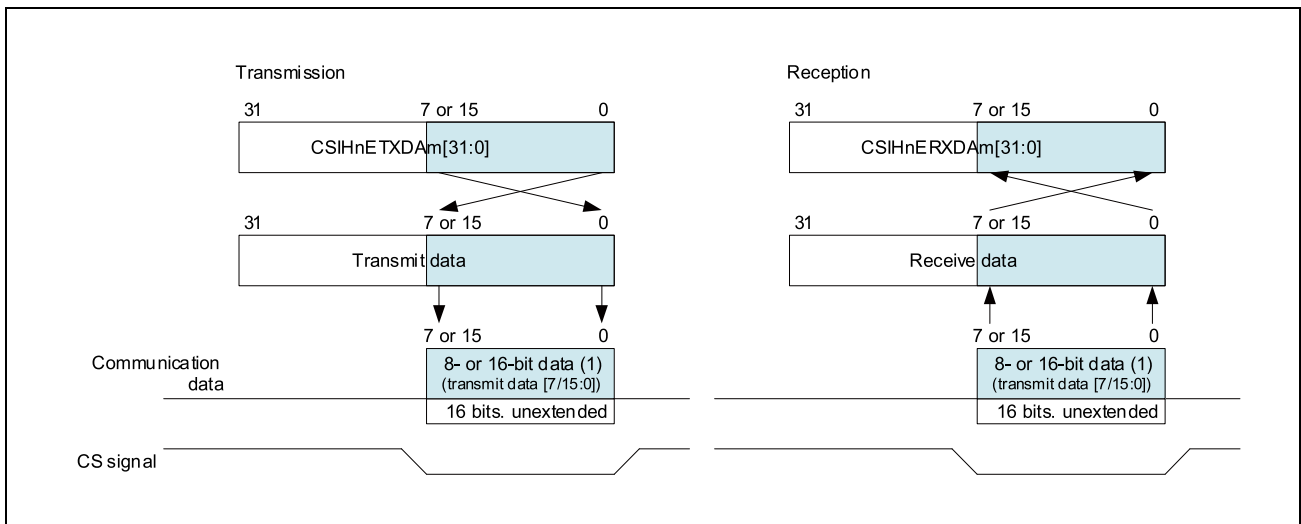 Transmission
31 7 or 15 0
CSIHnETXDAm[31:0]
31 7 or 15 0
Transmit data
7 or 15 0
Communication
data
8- or 16-bit data (1)
(transmit data [7/15:0])
16 bits. unextended
CS signal
Reception
31 7 or 15 0
CSIHnERXDAm[31:0]
31 7 or 15 0
Receive data
7 or 15 0
8- or 16-bit data (1)
(transmit data [7/15:0])
16 bits. unextended